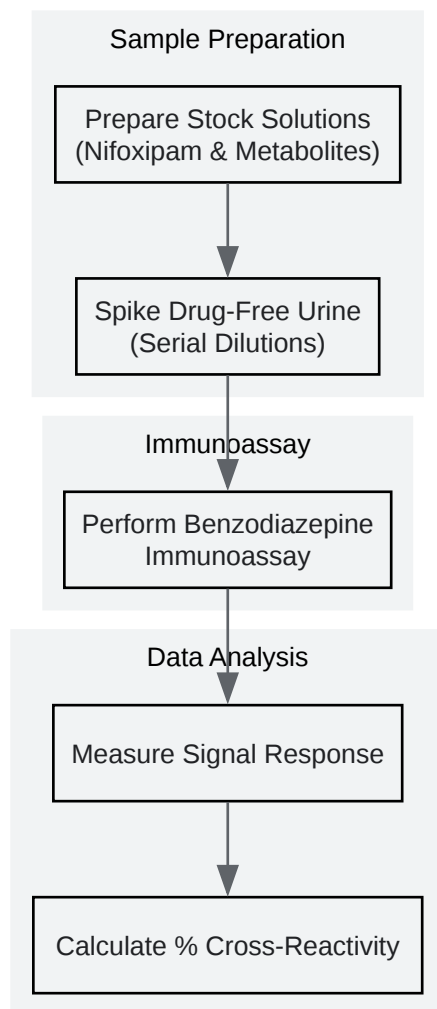 Sample Preparation
Prepare Stock Solutions
(Nifoxipam & Metabolites)
Spike Drug-Free Urine
(Serial Dilutions)
Immunoassay
Perform Benzodiazepine
Immunoassay
Data Analysis
Measure Signal Response
Calculate % Cross-Reactivity